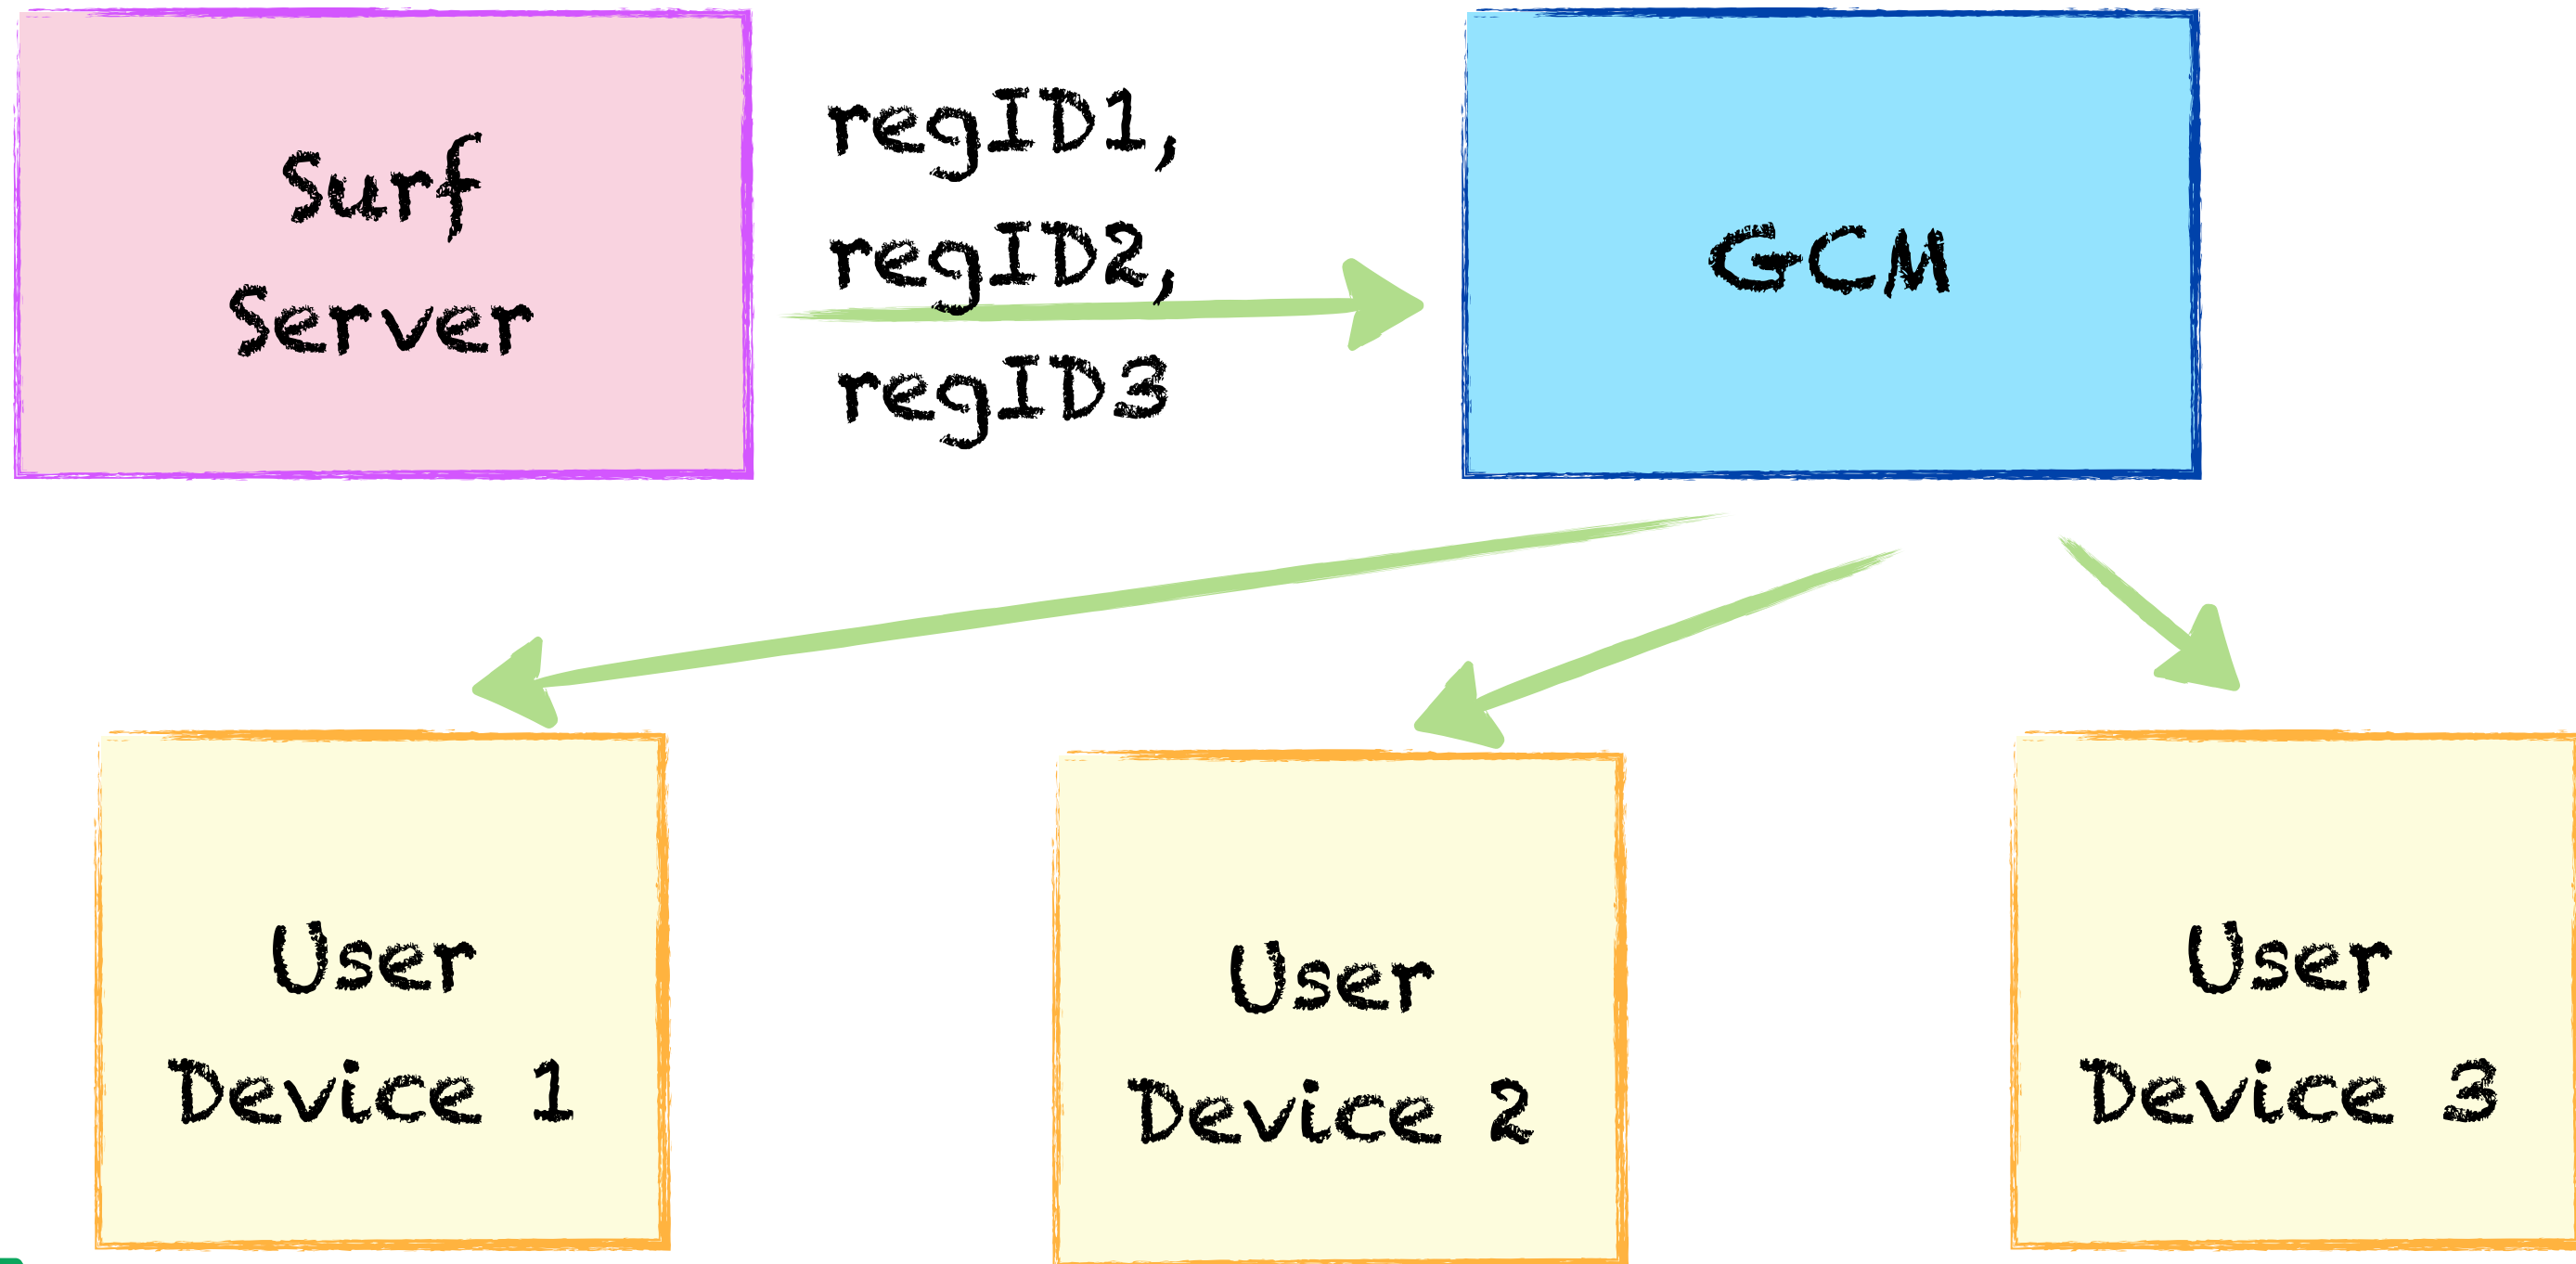 Surf
Server
regID1,
regID2,
regID3
GCM
User
Device 1
User
Device 2
User
Device 3